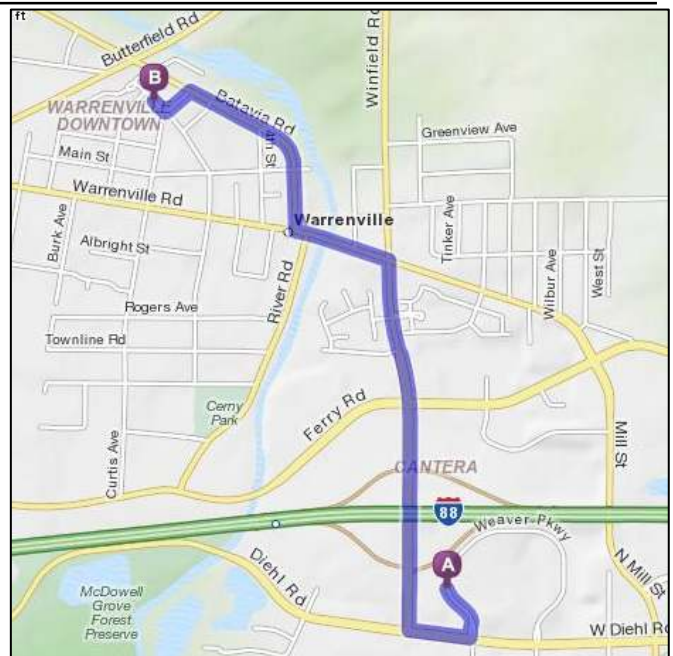 ft
Butterfield Rd
Winfield Rd
B
WARRENVILLE
DOWNTOWN
Batavia Rd
4th St
Greenview Ave
Main St
Warrenville Rd
Warrenville
Burk Ave
Albright St
River Rd
Tinker Ave
Wilbur Ave
West St
Rogers Ave
Townline Rd
Cerny
Park
Ferry Rd
Curtis Ave
CANTERA
Mill St
88
Weaver-Pkwy
Diehl Rd
A
N Mill St
McDowell
Grove
Forest
Preserve
W Diehl Rd